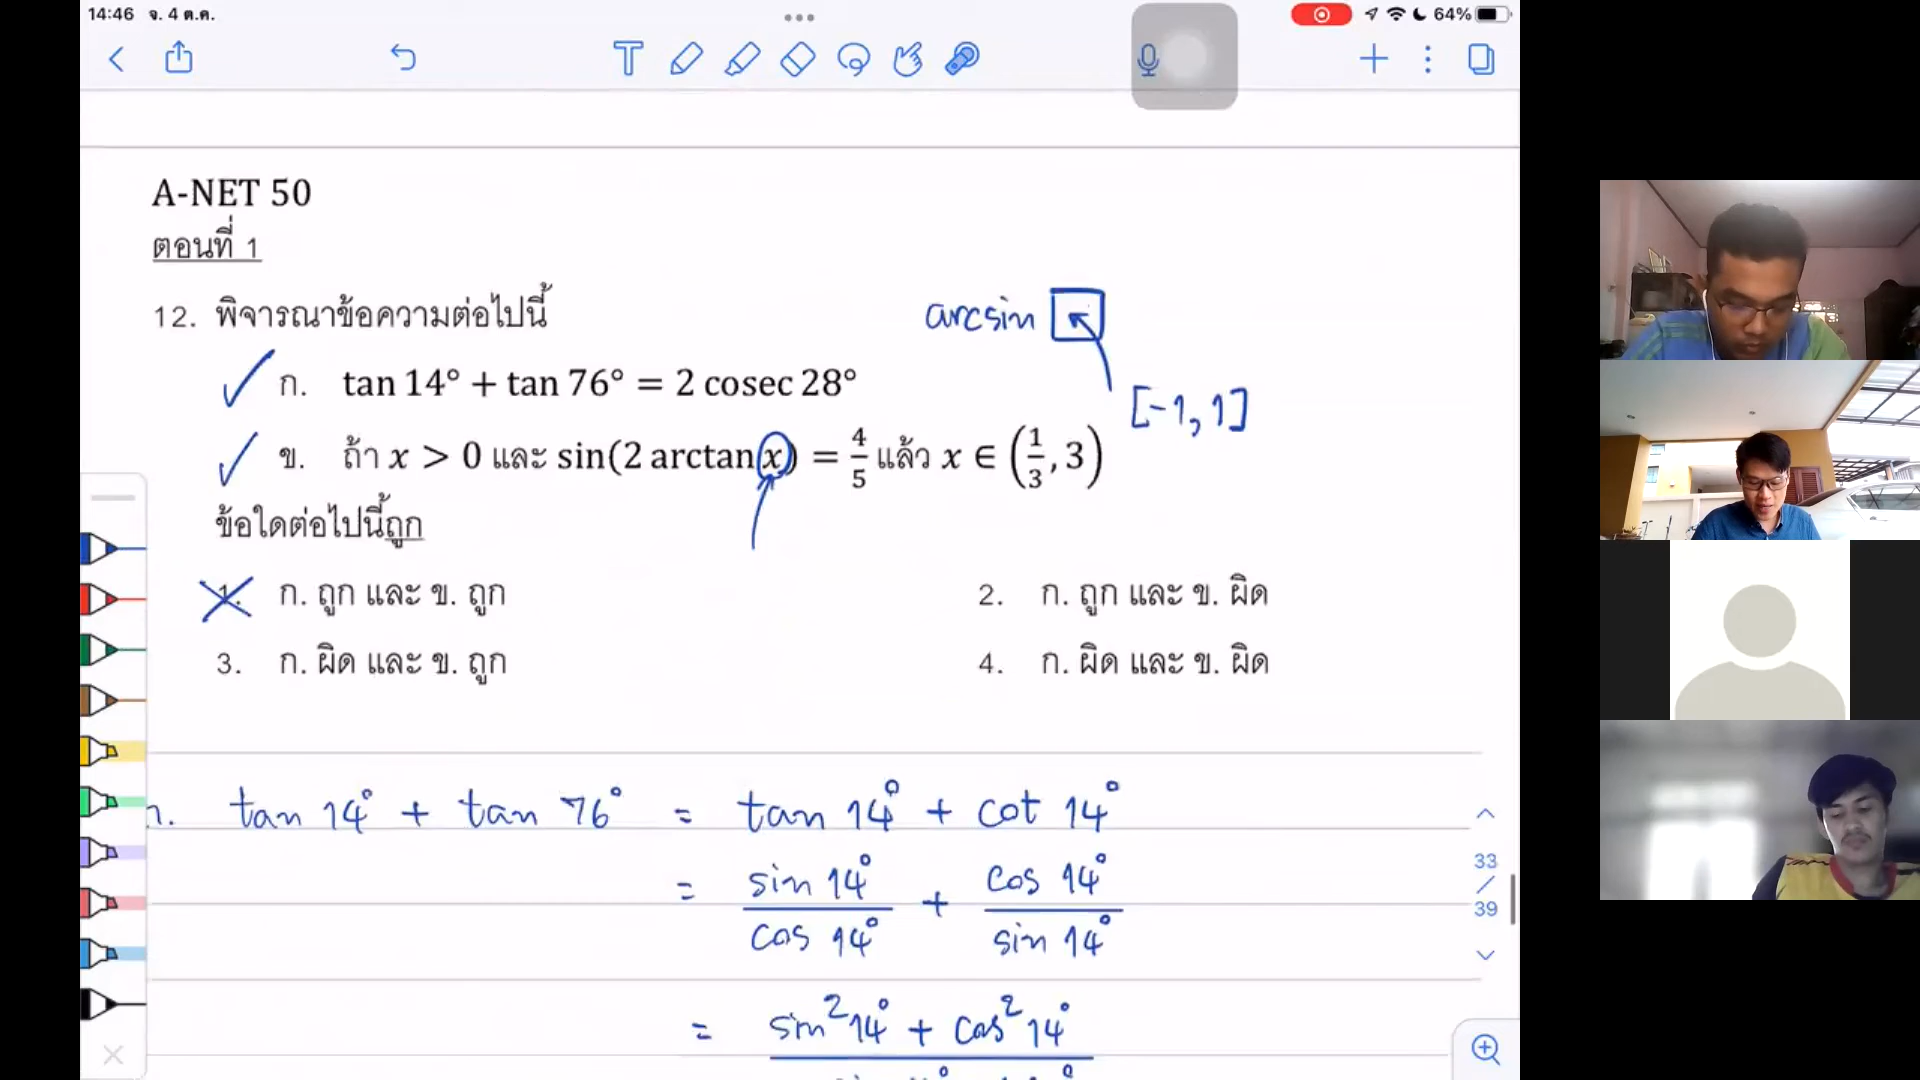 14:46 จ. 4 ต.ค. 64%
A-NET 50
ตอนที่ 1
12. พิจารณาข้อความต่อไปนี้
arcsin
ก. tan 14° + tan 76° = 2 cosec 28°
[-1, 1]
ข. ถ้า x > 0 และ sin(2 arctan x) = 4/5 แล้ว x ∈ (1/3, 3)
ข้อใดต่อไปนี้ถูก
1. ก. ถูก และ ข. ถูก
2. ก. ถูก และ ข. ผิด
3. ก. ผิด และ ข. ถูก
4. ก. ผิด และ ข. ผิด
ก. tan 14° + tan 76° = tan 14° + cot 14°
= sin 14°/cos 14° + cos 14°/sin 14°
33/39
= sin² 14° + cos² 14°